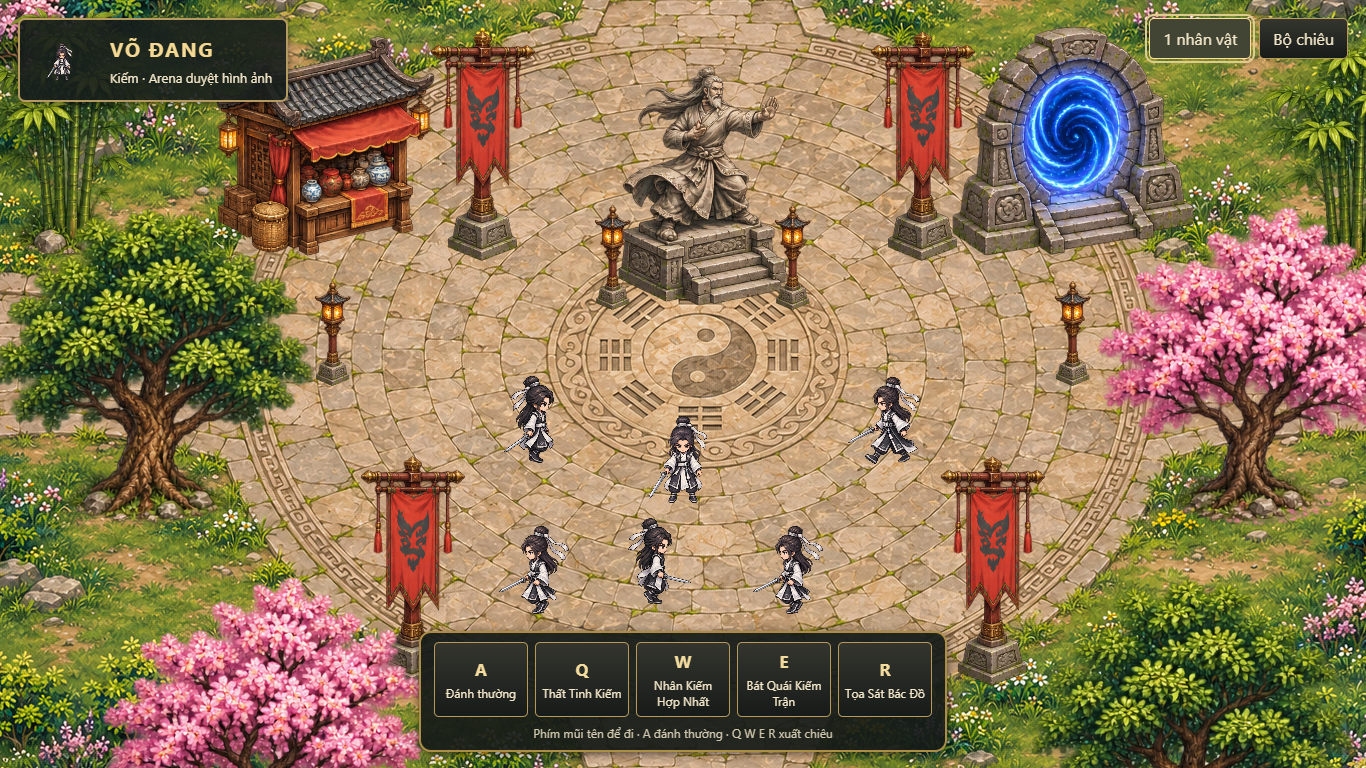 VÕ ĐANG
Kiếm · Arena duyệt hình ảnh
1 nhân vật
Bộ chiêu
A
Đánh thường
Q
Thất Tinh Kiếm
W
Nhân Kiếm
Hợp Nhất
E
Bát Quái Kiếm
Trận
R
Tọa Sát Bác Đồ
Phím mũi tên để đi · A đánh thường · Q W E R xuất chiêu